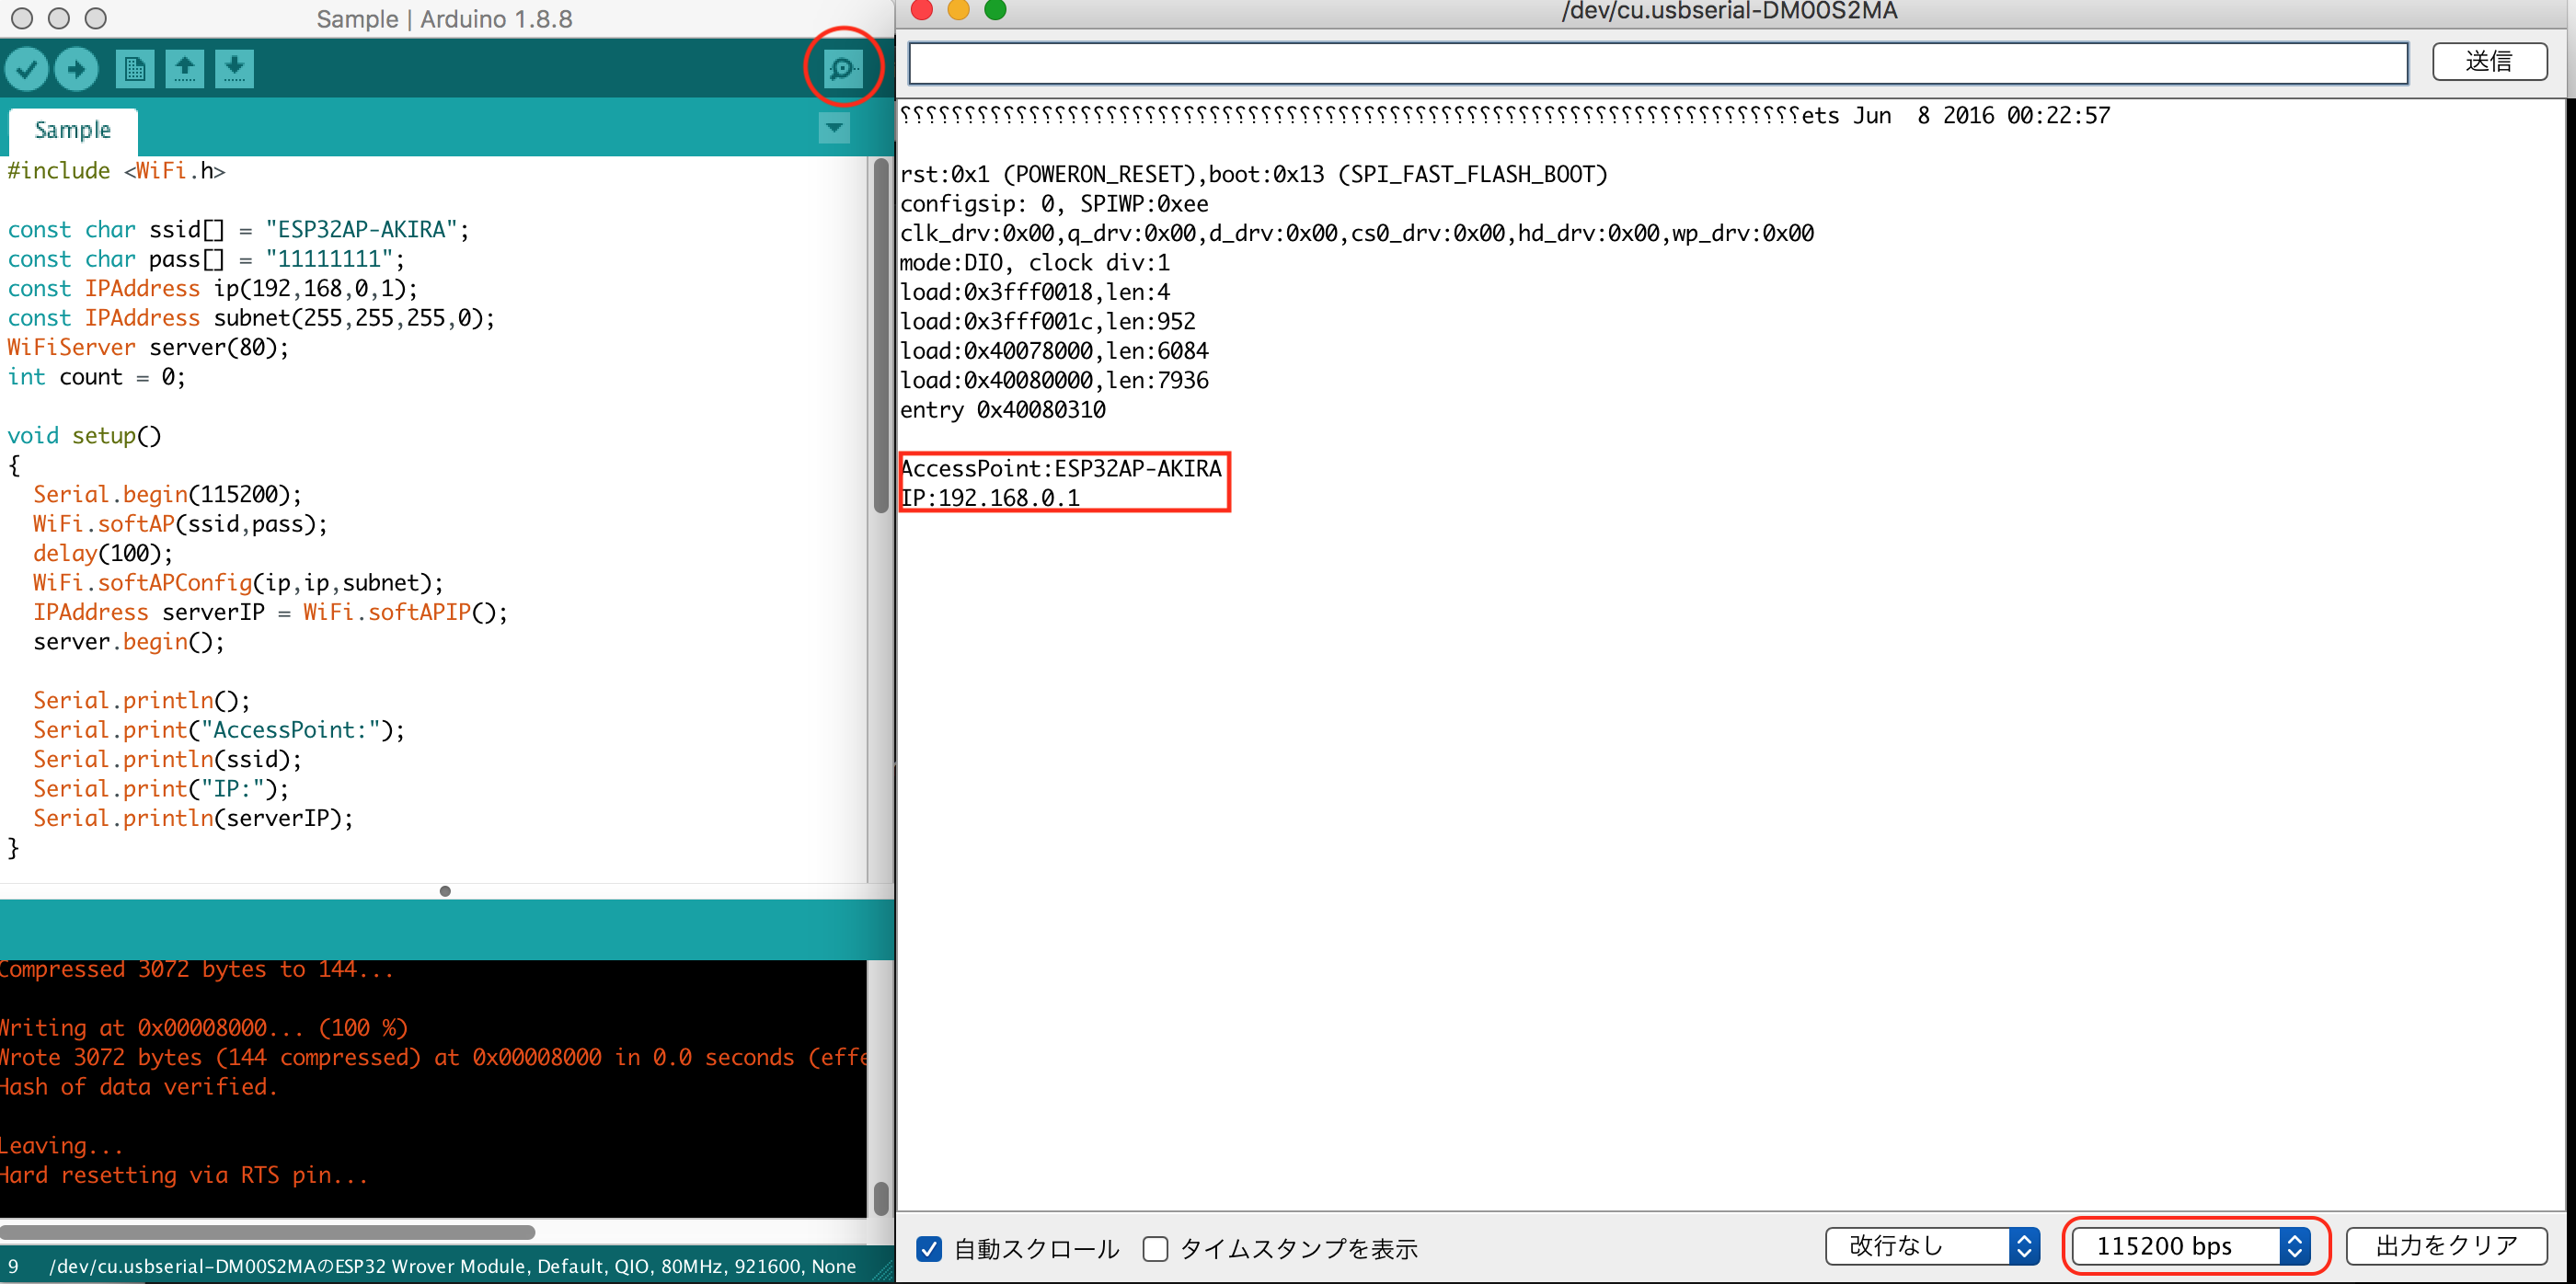 Sample | Arduino 1.8.8
Sample
#include <WiFi.h>
const char ssid[] = "ESP32AP-AKIRA";
const char pass[] = "11111111";
const IPAddress ip(192,168,0,1);
const IPAddress subnet(255,255,255,0);
WiFiServer server(80);
int count = 0;
void setup()
{
  Serial.begin(115200);
  WiFi.softAP(ssid,pass);
  delay(100);
  WiFi.softAPConfig(ip,ip,subnet);
  IPAddress serverIP = WiFi.softAPIP();
  server.begin();
  Serial.println();
  Serial.print("AccessPoint:");
  Serial.println(ssid);
  Serial.print("IP:");
  Serial.println(serverIP);
}
Compressed 3072 bytes to 144...
Writing at 0x00008000... (100 %)
Wrote 3072 bytes (144 compressed) at 0x00008000 in 0.0 seconds (effe
Hash of data verified.
Leaving...
Hard resetting via RTS pin...
9 /dev/cu.usbserial-DM00S2MAのESP32 Wrover Module, Default, QIO, 80MHz, 921600, None
/dev/cu.usbserial-DM00S2MA
送信
ets Jun  8 2016 00:22:57
rst:0x1 (POWERON_RESET),boot:0x13 (SPI_FAST_FLASH_BOOT)
configsip: 0, SPIWP:0xee
clk_drv:0x00,q_drv:0x00,d_drv:0x00,cs0_drv:0x00,hd_drv:0x00,wp_drv:0x00
mode:DIO, clock div:1
load:0x3fff0018,len:4
load:0x3fff001c,len:952
load:0x40078000,len:6084
load:0x40080000,len:7936
entry 0x40080310
AccessPoint:ESP32AP-AKIRA
IP:192.168.0.1
自動スクロール タイムスタンプを表示 改行なし 115200 bps 出力をクリア